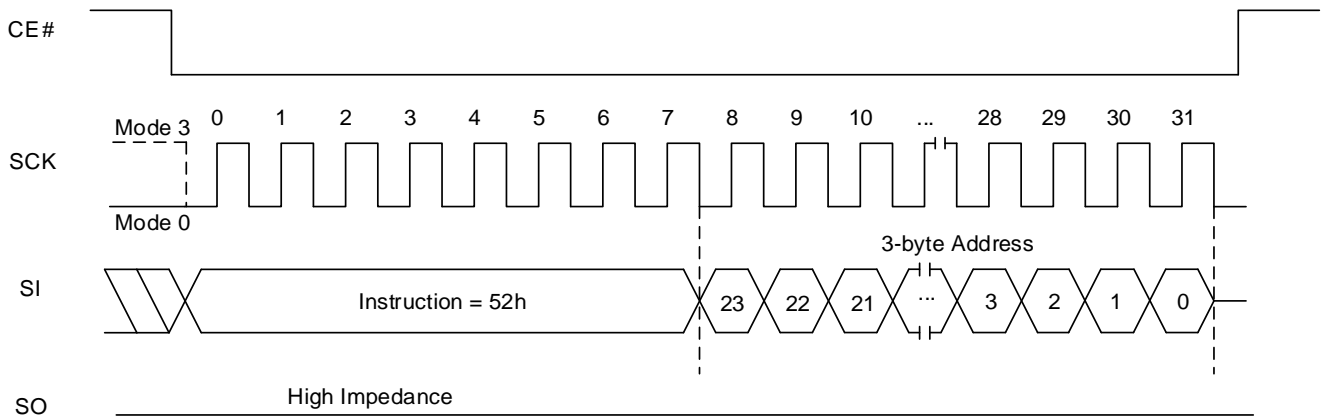 CE#
0 1 2 3 4 5 6 7 8 9 10 ... 28 29 30 31
Mode 3
SCK
Mode 0
3-byte Address
SI
Instruction = 52h 23 22 21 ... 3 2 1 0
High Impedance
SO